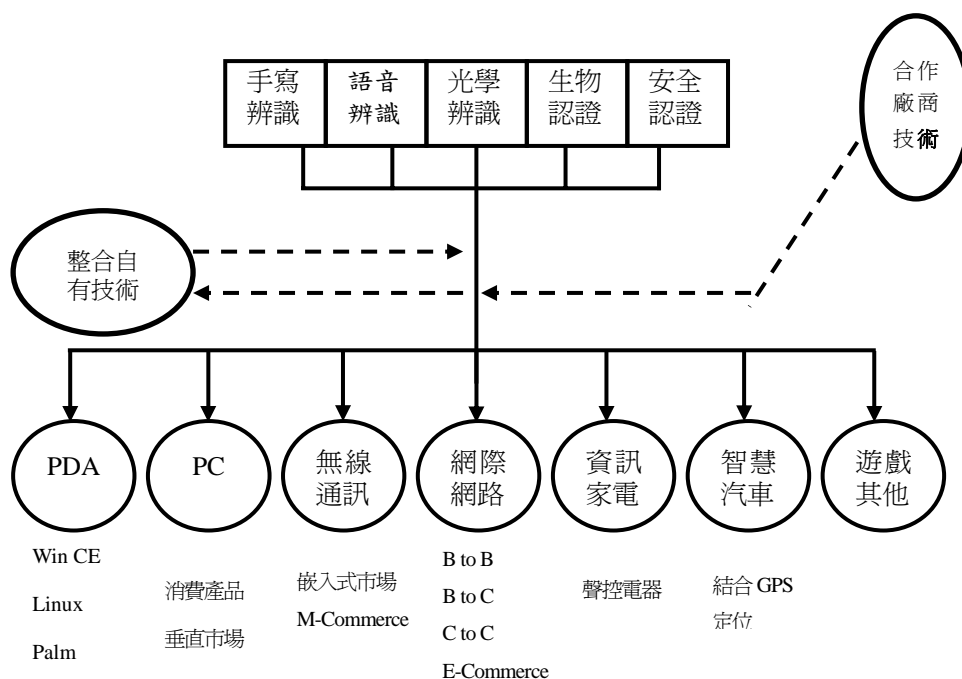 手寫
辨識
語音
辨識
光學
辨識
生物
認證
安全
認證
合作
廠商
技術
整合自
有技術
PDA
PC
無線
通訊
網際
網路
資訊
家電
智慧
汽車
遊戲
其他
Win CE
Linux
Palm
消費產品
垂直市場
嵌入式市場
M-Commerce
B to B
B to C
C to C
E-Commerce
聲控電器
結合 GPS
定位